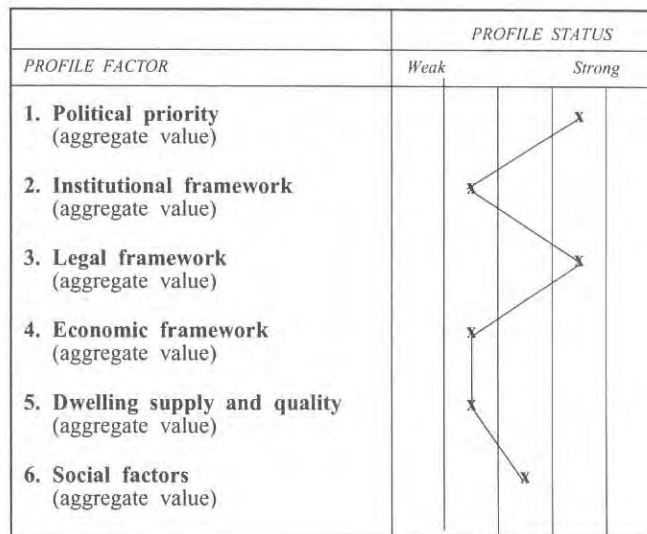 PROFILE STATUS
PROFILE FACTOR Weak Strong
1. Political priority
(aggregate value)
x
2. Institutional framework
(aggregate value)
x
3. Legal framework
(aggregate value)
x
4. Economic framework
(aggregate value)
x
5. Dwelling supply and quality
(aggregate value)
x
6. Social factors
(aggregate value)
x